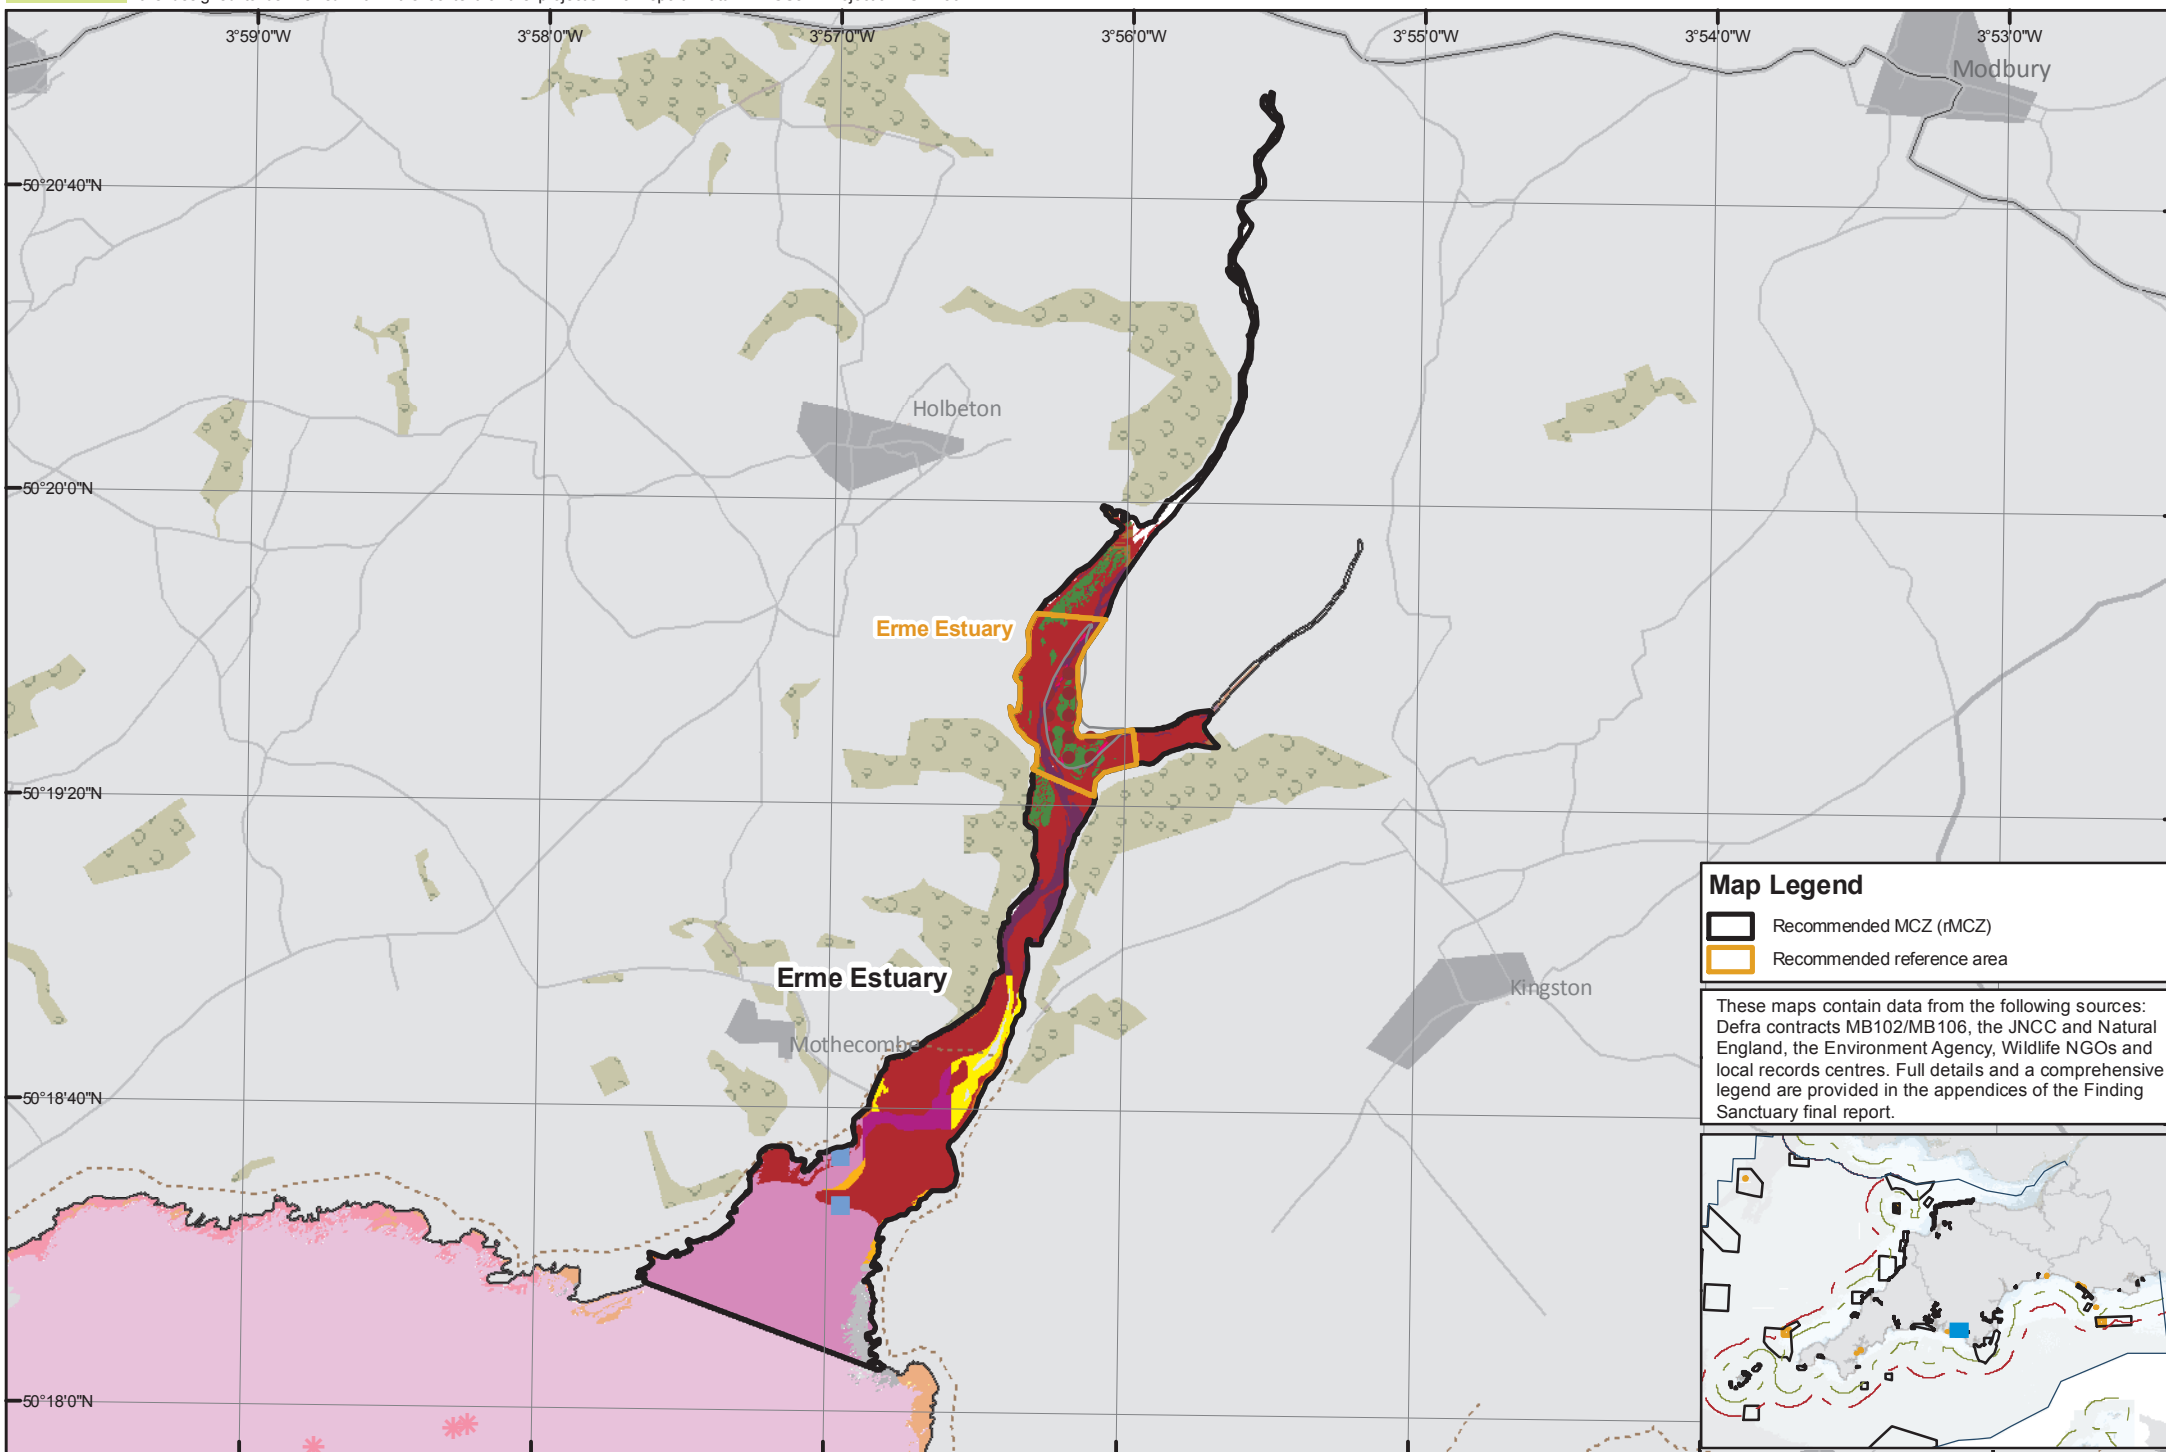 3°59'0"W
3°58'0"W
3°57'0"W
3°56'0"W
3°55'0"W
3°54'0"W
3°53'0"W
Modbury
50°20'40"N
Holbeton
50°20'0"N
Erme Estuary
50°19'20"N
Map Legend
Recommended MCZ (rMCZ)
Recommended reference area
Erme Estuary
Kingston
These maps contain data from the following sources:
Defra contracts MB102/MB106, the JNCC and Natural
England, the Environment Agency, Wildlife NGOs and
local records centres. Full details and a comprehensive
legend are provided in the appendices of the Finding
Sanctuary final report.
Mothecombe
50°18'40"N
50°18'0"N